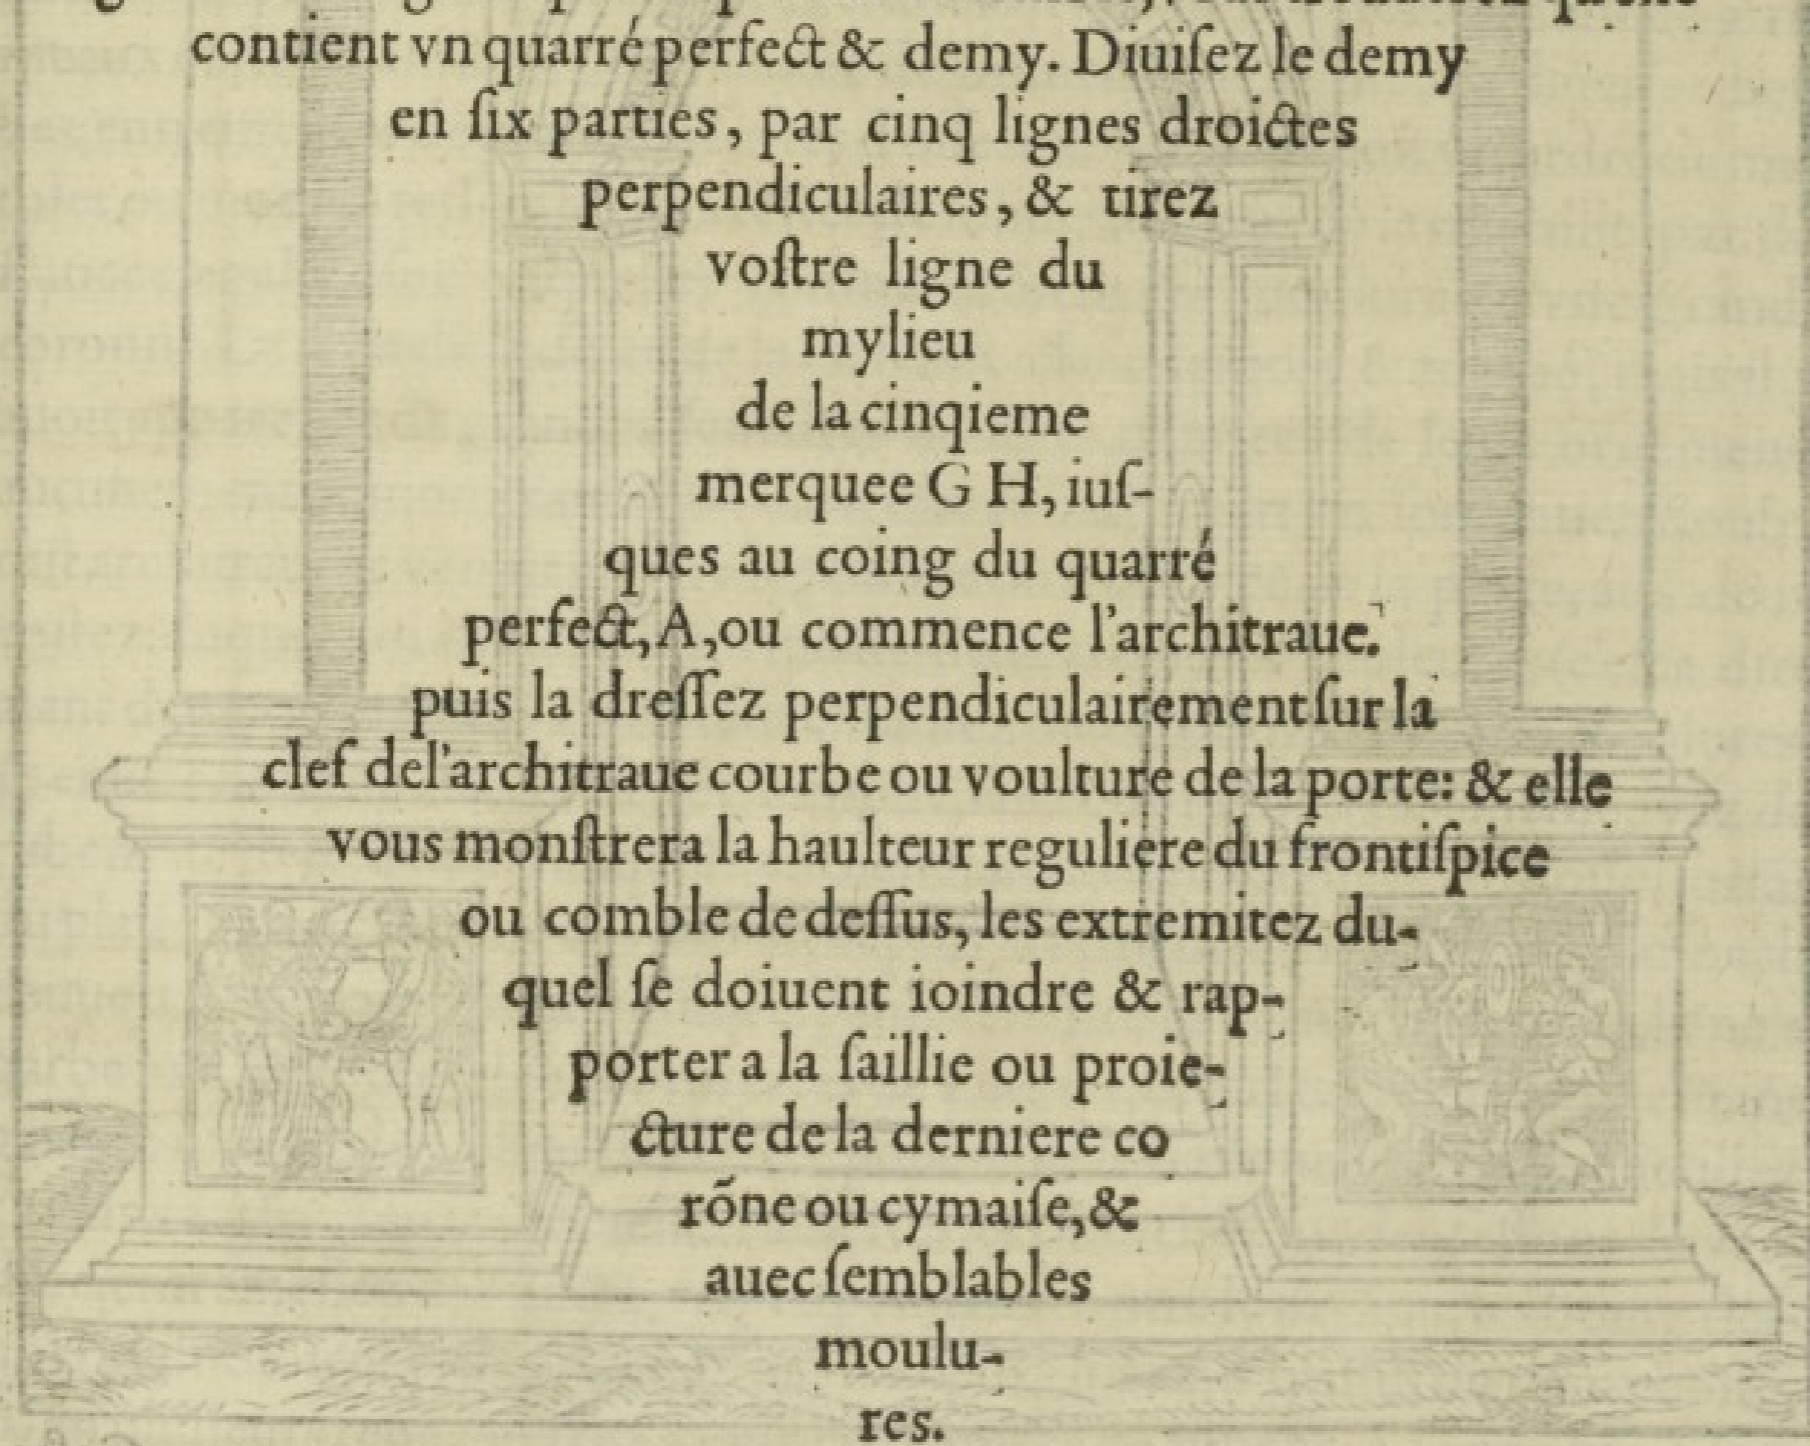 contient vn quarré perfect & demy. Diuiſez le demy
en ſix parties, par cinq lignes droictes
perpendiculaires, & tirez
voſtre ligne du
mylieu
de la cinqieme
merquee G H, iuſ-
ques au coing du quarré
perfect, A, ou commence l'architraue.
puis la dreſſez perpendiculairement ſur la
clef de l'architraue courbe ou voulture de la porte: & elle
vous monſtrera la haulteur reguliere du frontiſpice
ou comble de deſſus, les extremitez du-
quel ſe doiuent ioindre & rap-
porter a la ſaillie ou proie-
cture de la derniere co
rõne ou cymaiſe, &
auec ſemblables
moulu-
res.